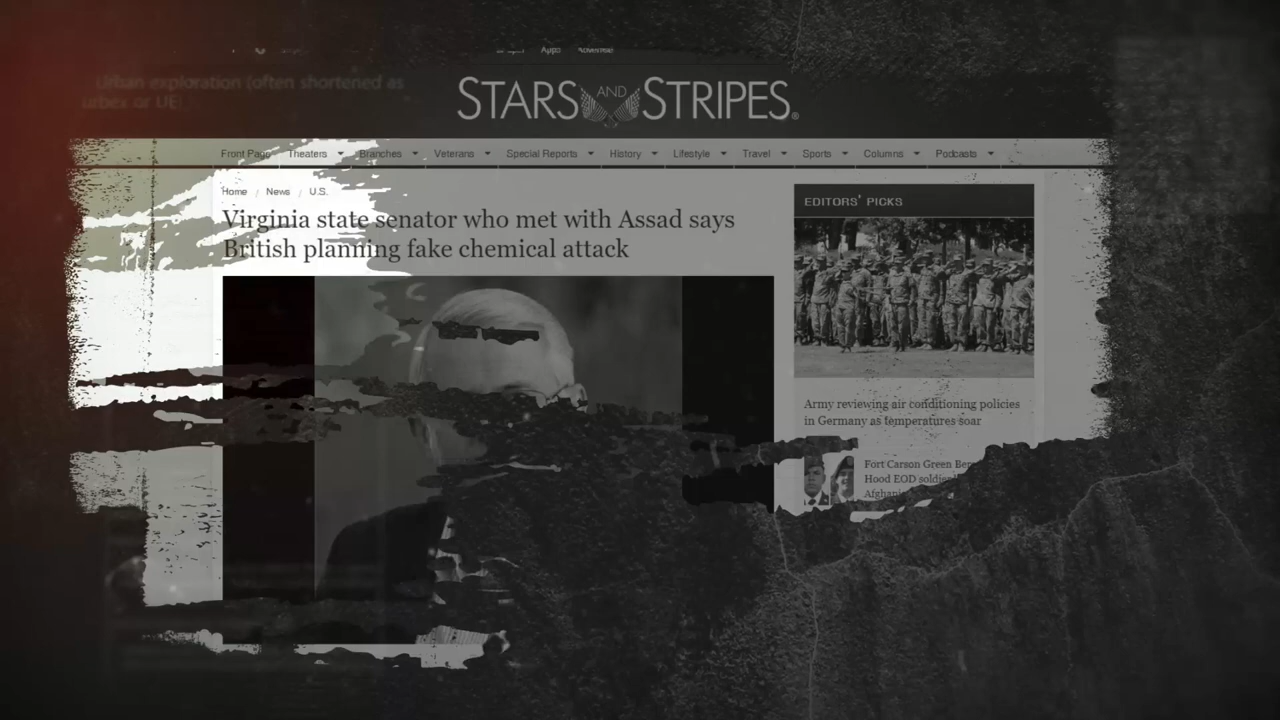 Apps
Urban exploration (often shortened as
urbex or UE
STARS AND STRIPES®
Front Page Theaters Branches Veterans Special Reports History Lifestyle Travel Sports Columns Podcasts
Home / News / U.S.
Virginia state senator who met with Assad says
British planning fake chemical attack
EDITORS' PICKS
Army reviewing air conditioning policies
in Germany as temperatures soar
Fort Carson Green
Hood EOD